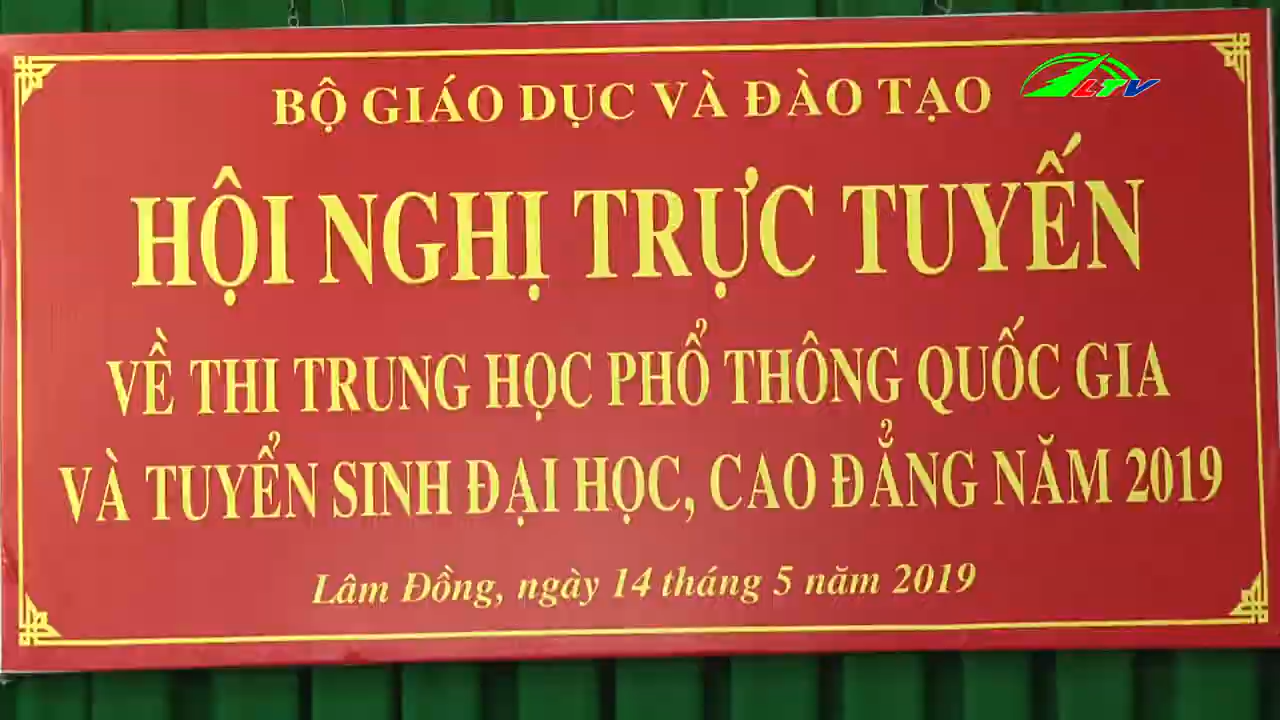 BỘ GIÁO DỤC VÀ ĐÀO TẠO
LTV
HỘI NGHỊ TRỰC TUYẾN
VỀ THI TRUNG HỌC PHỔ THÔNG QUỐC GIA
VÀ TUYỂN SINH ĐẠI HỌC, CAO ĐẲNG NĂM 2019
Lâm Đồng, ngày 14 tháng 5 năm 2019